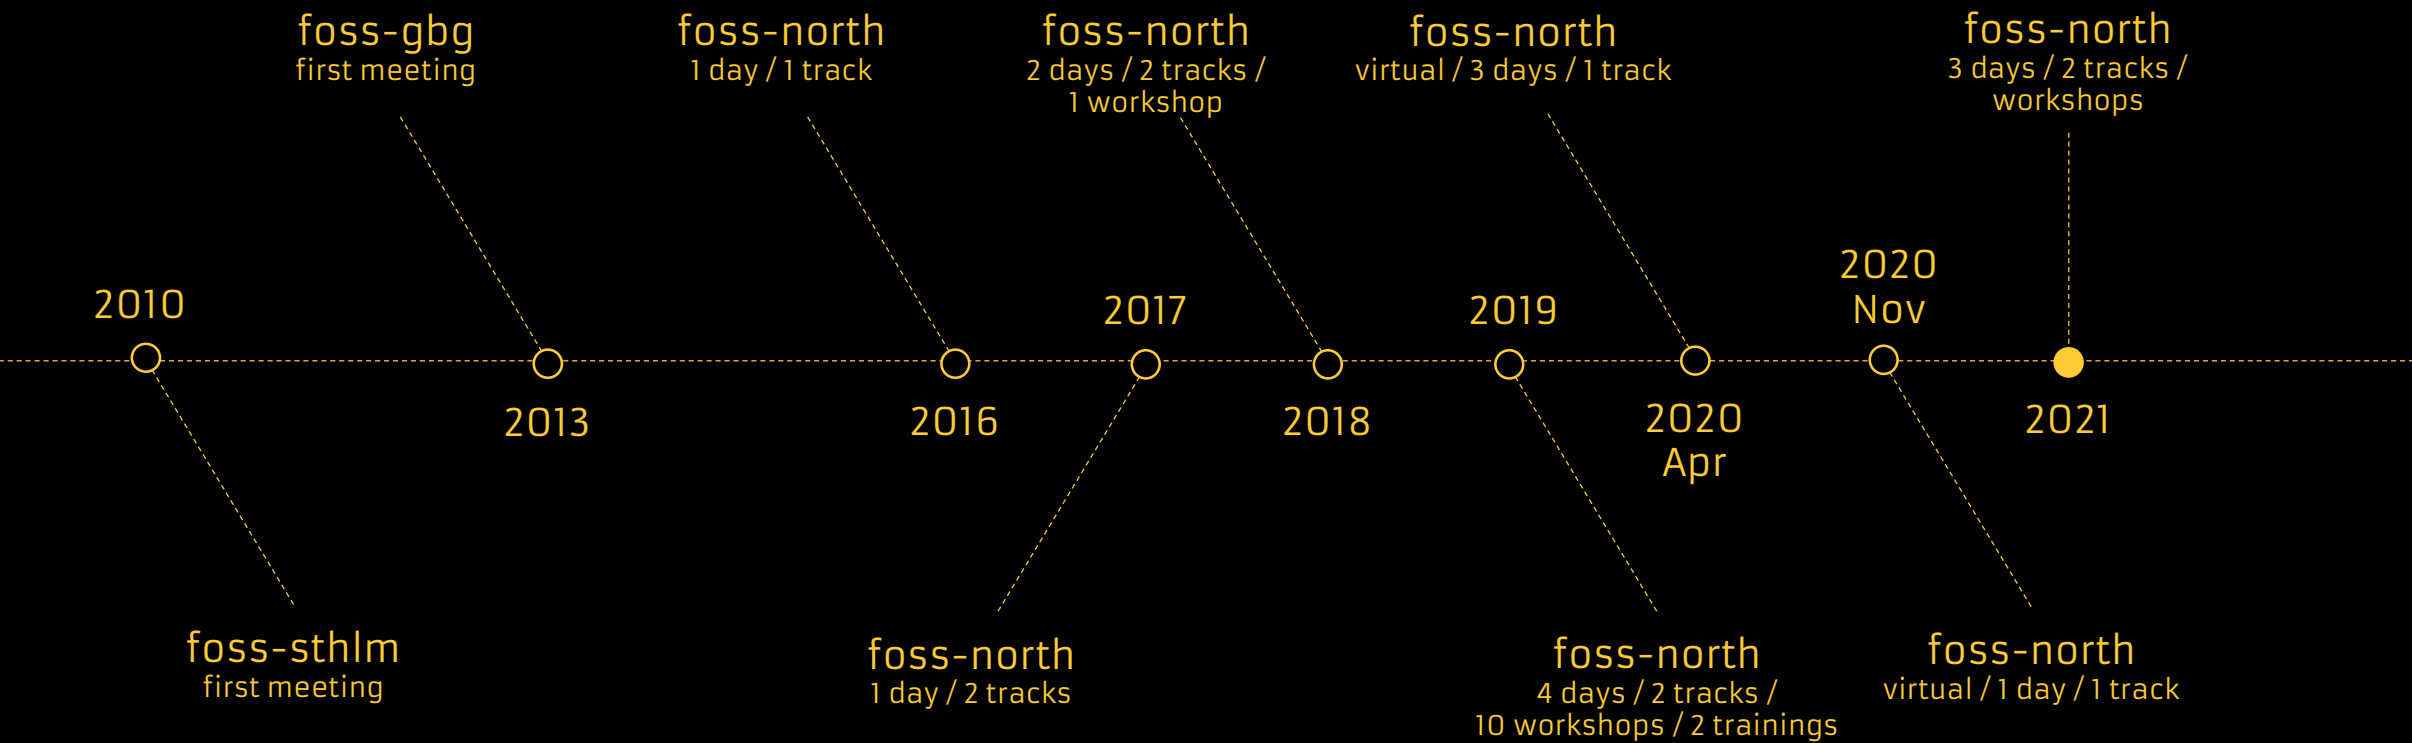 foss-gbg
first meeting
foss-north
1 day / 1 track
foss-north
2 days / 2 tracks /
1 workshop
foss-north
virtual / 3 days / 1 track
foss-north
3 days / 2 tracks /
workshops
2010
2013
2016
2017
2018
2019
2020
Apr
2020
Nov
2021
foss-sthlm
first meeting
foss-north
1 day / 2 tracks
foss-north
4 days / 2 tracks /
10 workshops / 2 trainings
foss-north
virtual / 1 day / 1 track